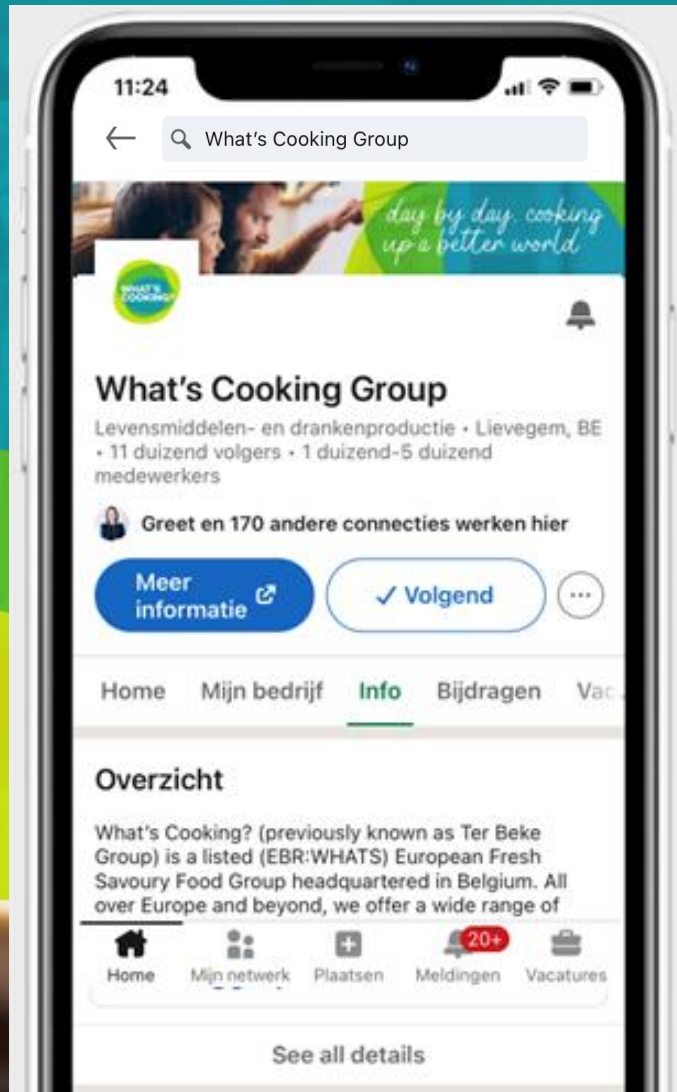 11:24
What's Cooking Group
day by day cooking
up a better world
WHAT'S
COOKING?
What's Cooking Group
Levensmiddelen- en drankenproductie • Lievegem, BE
• 11 duizend volgers • 1 duizend-5 duizend
medewerkers
Greet en 170 andere connecties werken hier
Meer
informatie
Volgend
Home Mijn bedrijf Info Bijdragen
Overzicht
What's Cooking? (previously known as Ter Beke
Group) is a listed (EBR:WHATS) European Fresh
Savoury Food Group headquartered in Belgium. All
over Europe and beyond, we offer a wide range of
20+
Home Mijn netwerk Plaatsen Meldingen Vacatures
See all details